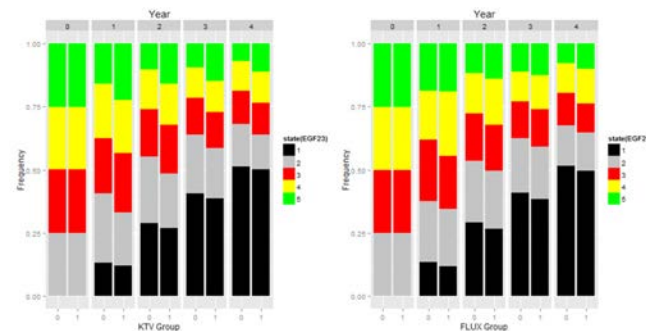 Year
0 1 2 3 4
1.00
0.75
0.50
0.25
0.00
Frequency
0 1 0 1 0 1 0 1 0 1
KTV Group
state(EGF23)
1
2
3
4
5
Year
0 1 2 3 4
1.00
0.75
0.50
0.25
0.00
Frequency
0 1 0 1 0 1 0 1 0 1
FLUX Group
state(EGF2
1
2
3
4
5